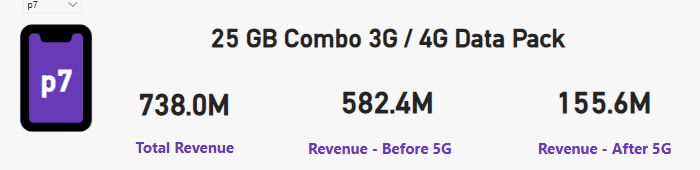 p7
25 GB Combo 3G / 4G Data Pack
p7
738.0M 582.4M 155.6M
Total Revenue Revenue - Before 5G Revenue - After 5G